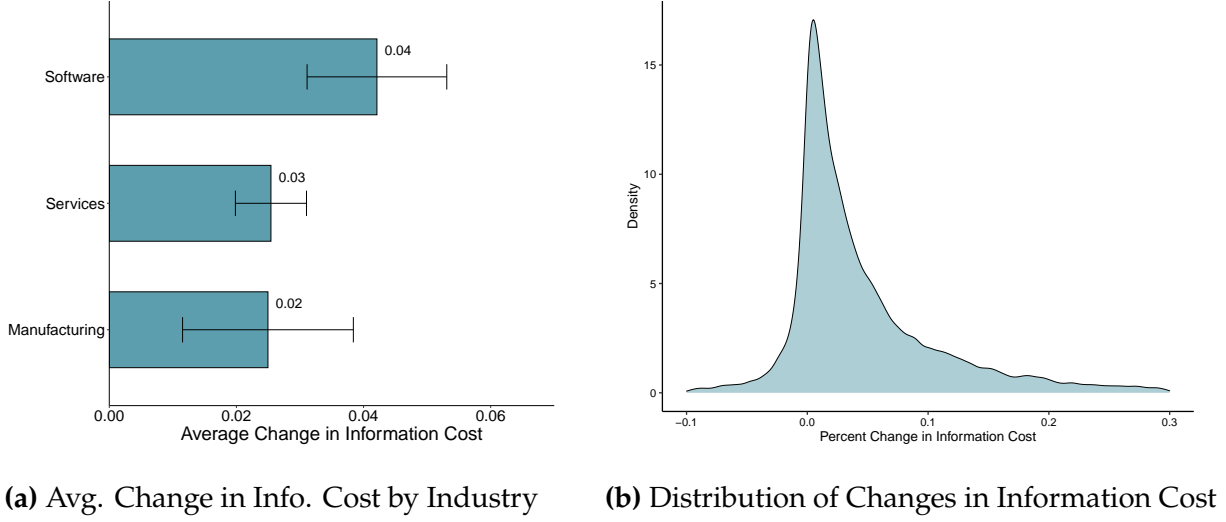 Software
0.04
Services
0.03
Manufacturing
0.02
0.00 0.02 0.04 0.06
Average Change in Information Cost
(a) Avg. Change in Info. Cost by Industry
15
10
5
0
Density
−0.1 0.0 0.1 0.2 0.3
Percent Change in Information Cost
(b) Distribution of Changes in Information Cost